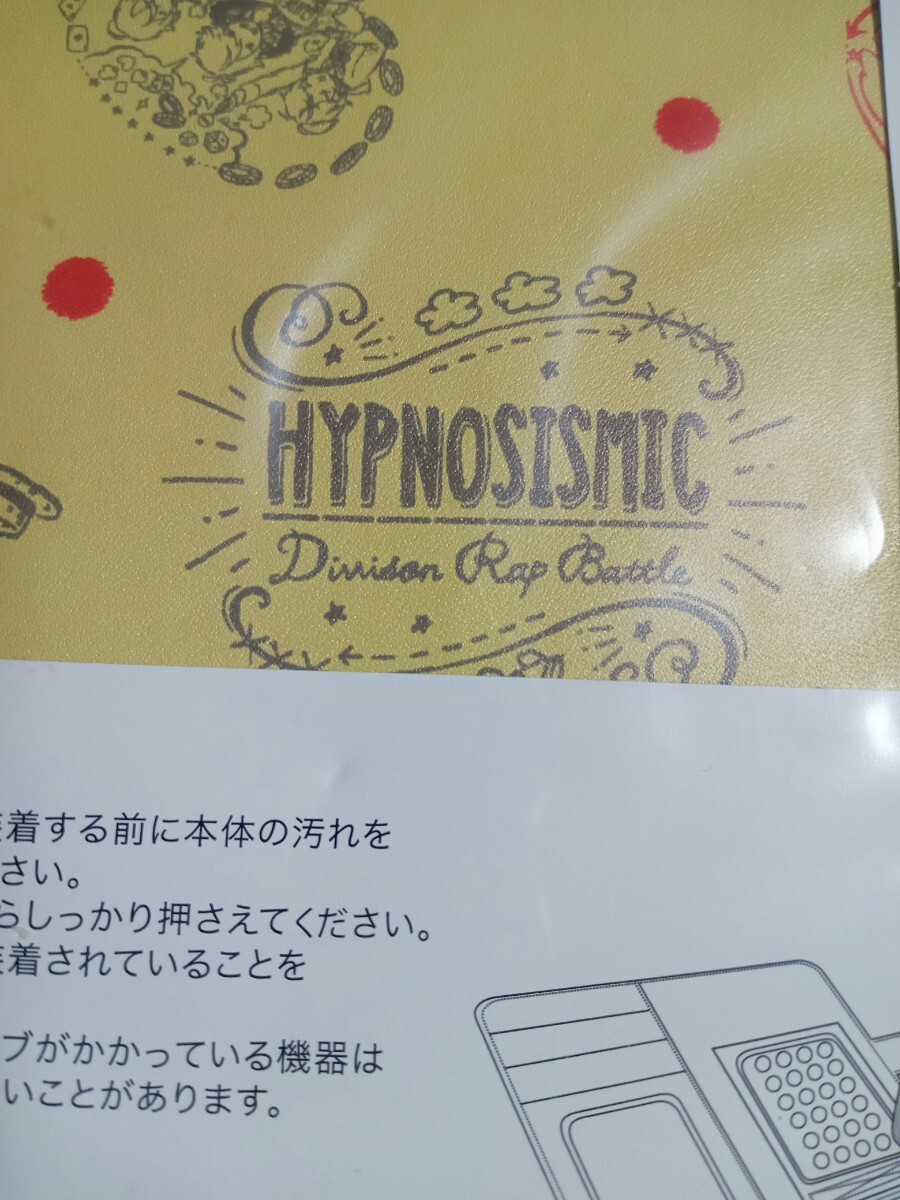 HYPNOSISMIC
Divison Rap Battle
着する前に本体の汚れを
さい。
らしっかり押さえてください。
着されていることを
ブがかかっている機器は
いことがあります。